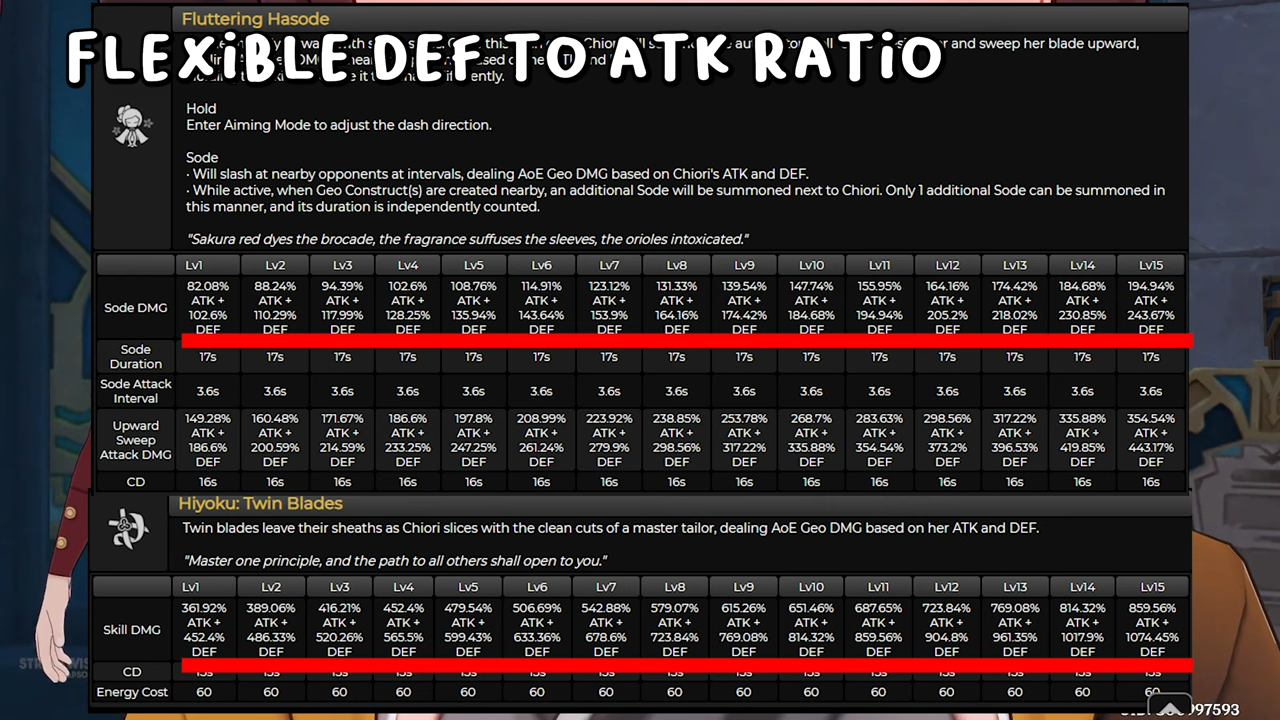 Fluttering Hasode
FLEXIBLE DEF TO ATK RATIO
and sweep her blade upward,
Hold
Enter Aiming Mode to adjust the dash direction.
Sode
· Will slash at nearby opponents at intervals, dealing AoE Geo DMG based on Chiori's ATK and DEF.
· While active, when Geo Construct(s) are created nearby, an additional Sode will be summoned next to Chiori. Only 1 additional Sode can be summoned in
this manner, and its duration is independently counted.
"Sakura red dyes the brocade, the fragrance suffuses the sleeves, the orioles intoxicated."
Lv1 Lv2 Lv3 Lv4 Lv5 Lv6 Lv7 Lv8 Lv9 Lv10 Lv11 Lv12 Lv13 Lv14 Lv15
82.08% 88.24% 94.39% 102.6% 108.76% 114.91% 123.12% 131.33% 139.54% 147.74% 155.95% 164.16% 174.42% 184.68% 194.94%
Sode DMG ATK + ATK + ATK + ATK + ATK + ATK + ATK + ATK + ATK + ATK + ATK + ATK + ATK + ATK + ATK +
102.6% 110.29% 117.99% 128.25% 135.94% 143.64% 153.9% 164.16% 174.42% 184.68% 194.94% 205.2% 218.02% 230.85% 243.67%
DEF DEF DEF DEF DEF DEF DEF DEF DEF DEF DEF DEF DEF DEF DEF
Sode
Duration 17s 17s 17s 17s 17s 17s 17s 17s 17s 17s 17s 17s 17s 17s 17s
Sode Attack
Interval 3.6s 3.6s 3.6s 3.6s 3.6s 3.6s 3.6s 3.6s 3.6s 3.6s 3.6s 3.6s 3.6s 3.6s 3.6s
149.28% 160.48% 171.67% 186.6% 197.8% 208.99% 223.92% 238.85% 253.78% 268.7% 283.63% 298.56% 317.22% 335.88% 354.54%
Upward ATK + ATK + ATK + ATK + ATK + ATK + ATK + ATK + ATK + ATK + ATK + ATK + ATK + ATK + ATK +
Sweep 186.6% 200.59% 214.59% 233.25% 247.25% 261.24% 279.9% 298.56% 317.22% 335.88% 354.54% 373.2% 396.53% 419.85% 443.17%
Attack DMG DEF DEF DEF DEF DEF DEF DEF DEF DEF DEF DEF DEF DEF DEF DEF
CD 16s 16s 16s 16s 16s 16s 16s 16s 16s 16s 16s 16s 16s 16s 16s
Hiyoku: Twin Blades
Twin blades leave their sheaths as Chiori slices with the clean cuts of a master tailor, dealing AoE Geo DMG based on her ATK and DEF.
"Master one principle, and the path to all others shall open to you."
Lv1 Lv2 Lv3 Lv4 Lv5 Lv6 Lv7 Lv8 Lv9 Lv10 Lv11 Lv12 Lv13 Lv14 Lv15
361.92% 389.06% 416.21% 452.4% 479.54% 506.69% 542.88% 579.07% 615.26% 651.46% 687.65% 723.84% 769.08% 814.32% 859.56%
Skill DMG ATK + ATK + ATK + ATK + ATK + ATK + ATK + ATK + ATK + ATK + ATK + ATK + ATK + ATK + ATK +
452.4% 486.33% 520.26% 565.5% 599.43% 633.36% 678.6% 723.84% 769.08% 814.32% 859.56% 904.8% 961.35% 1017.9% 1074.45%
DEF DEF DEF DEF DEF DEF DEF DEF DEF DEF DEF DEF DEF DEF DEF
CD
Energy Cost 60 60 60 60 60 60 60 60 60 60 60 60 60 60 60